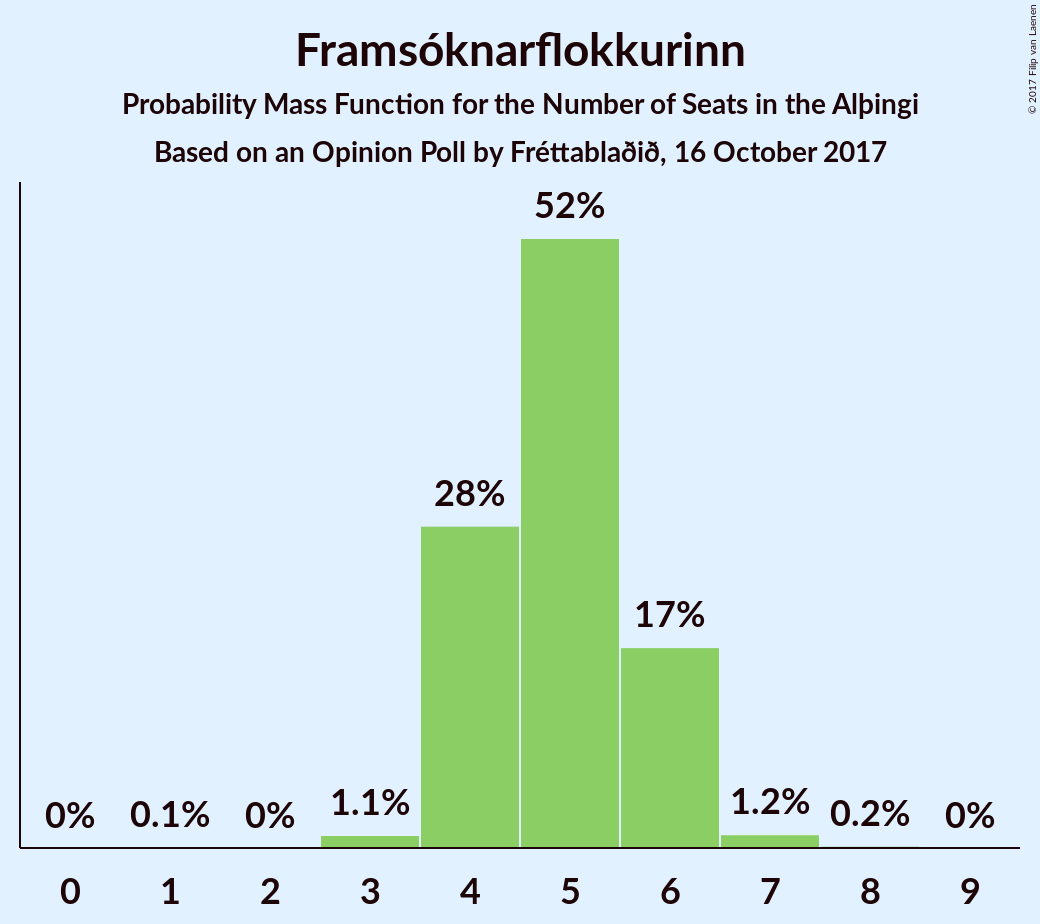 Framsóknarflokkurinn
Probability Mass Function for the Number of Seats in the Alþingi
Based on an Opinion Poll by Fréttablaðið, 16 October 2017
© 2017 Filip van Laenen
52%
28%
17%
0%
0.1%
0%
1.1%
1.2%
0.2%
0%
0 1 2 3 4 5 6 7 8 9